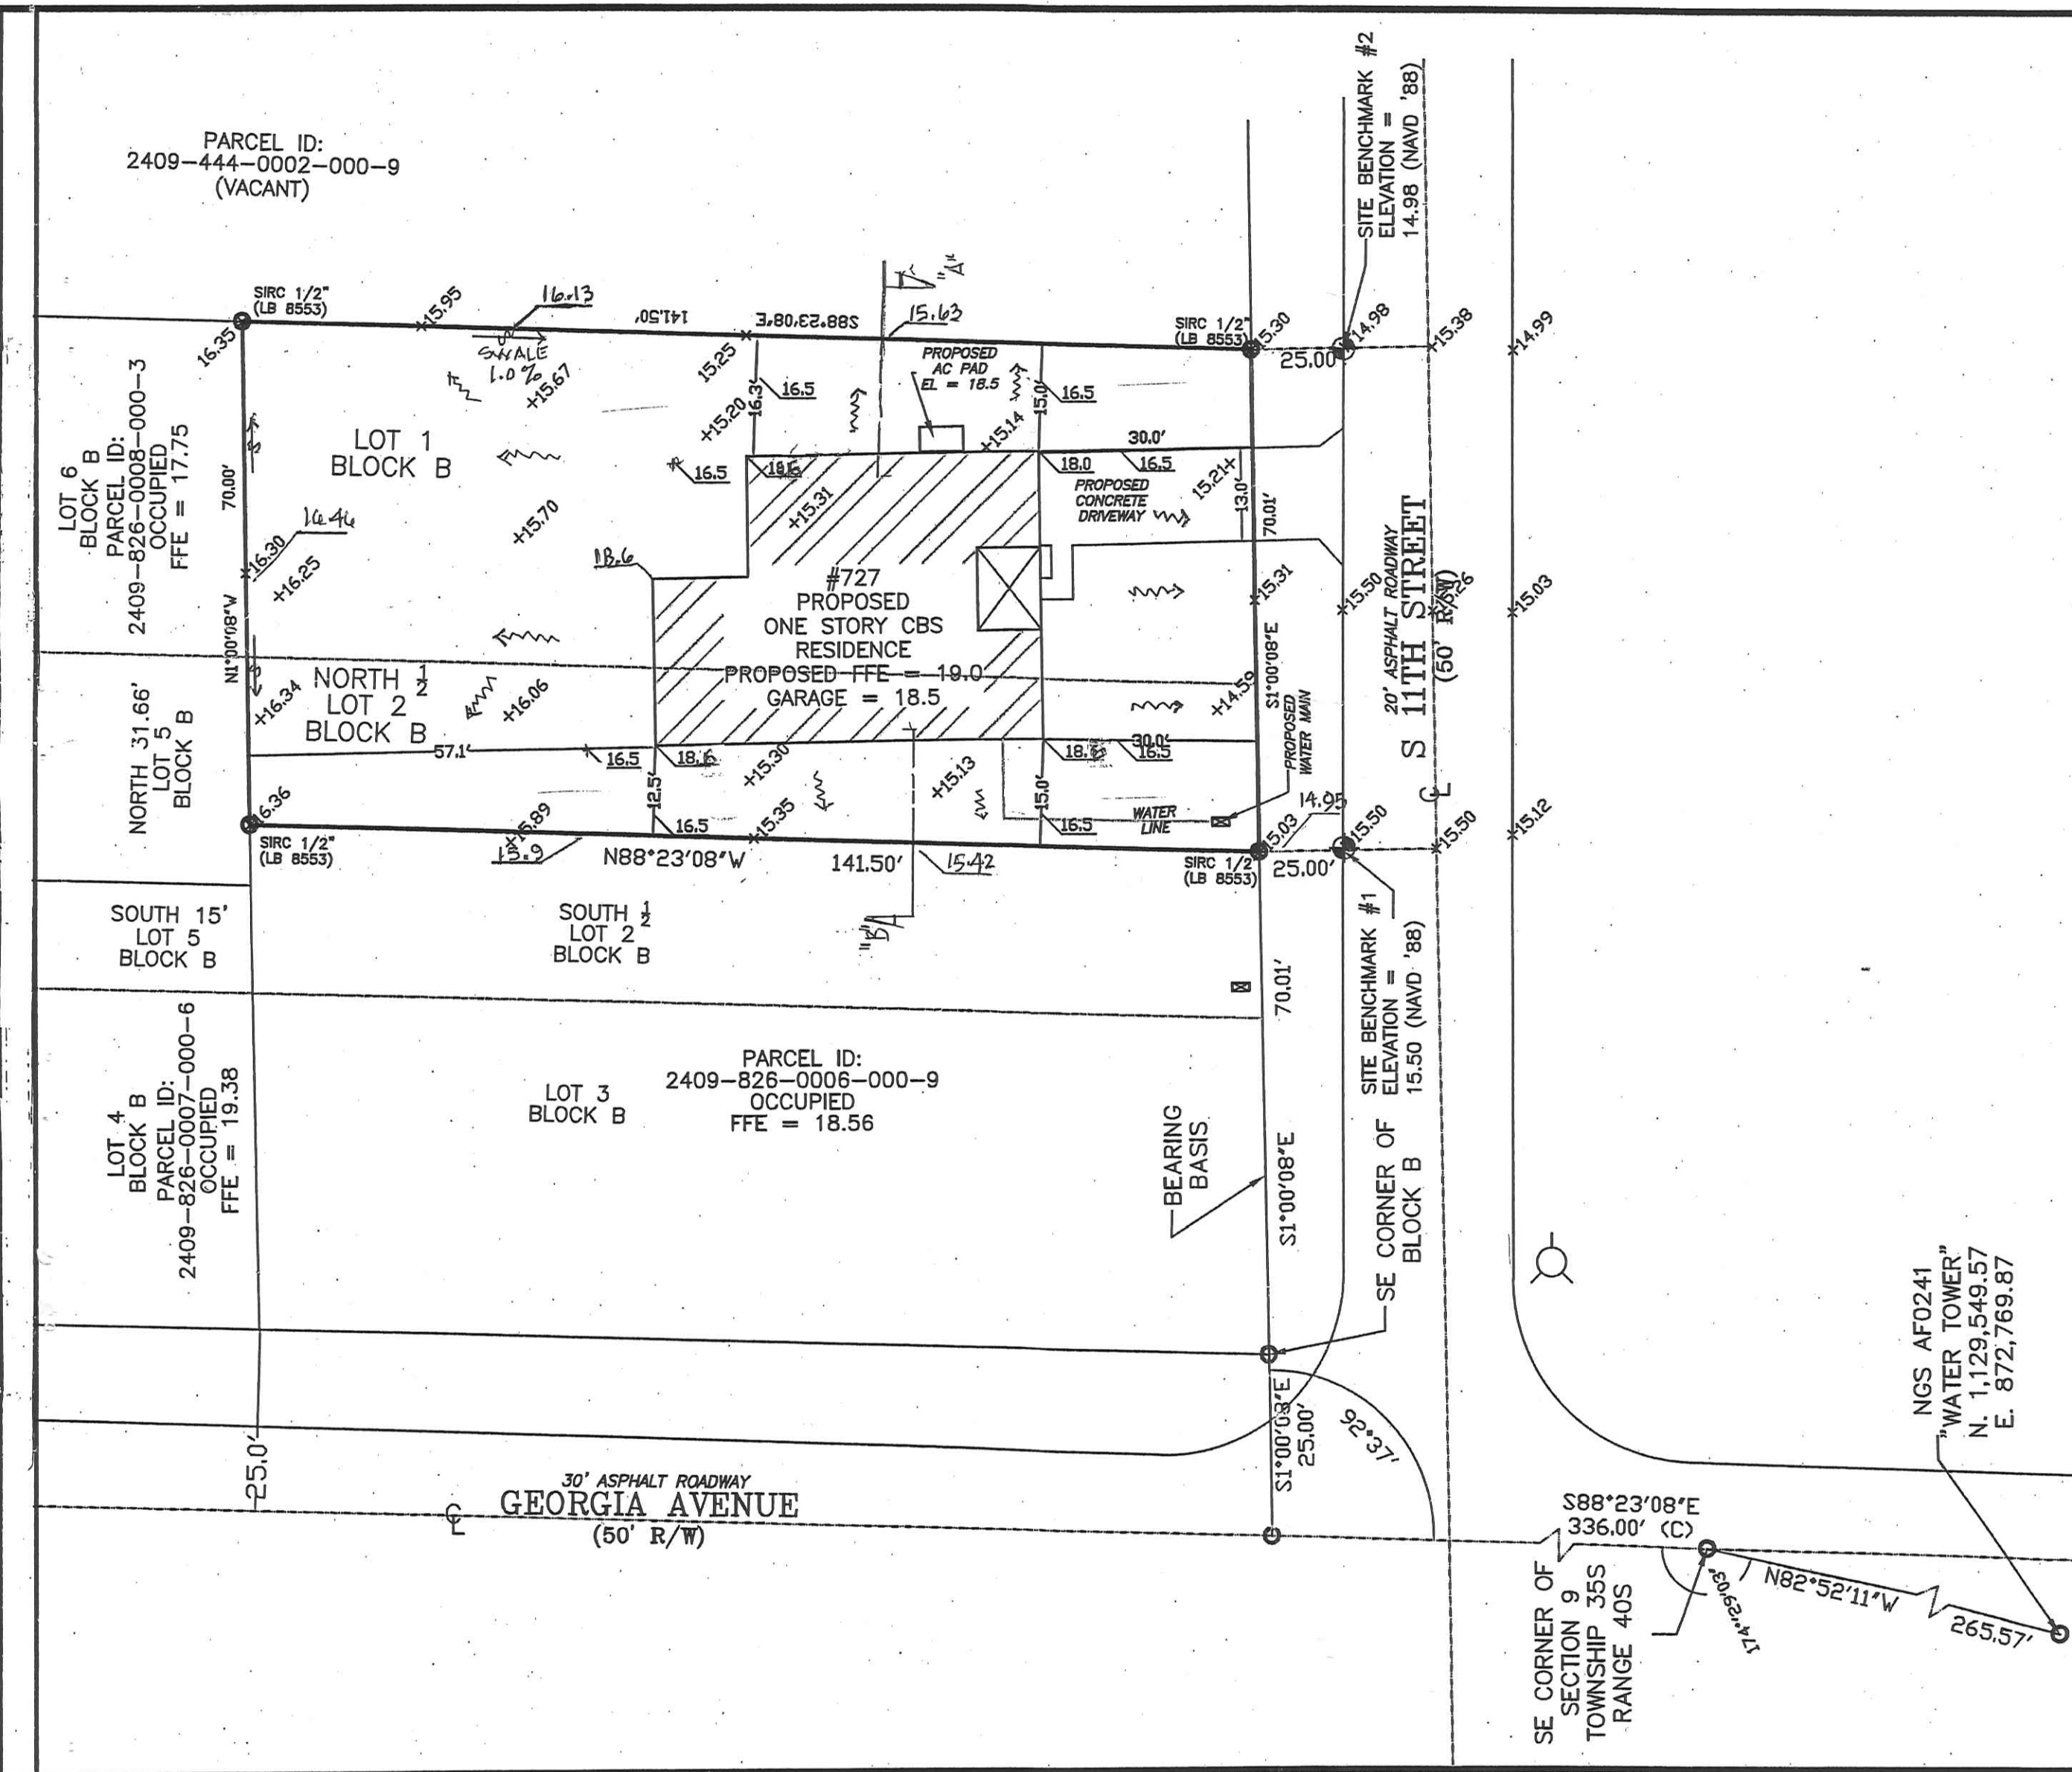 PARCEL ID:
2409-444-0002-000-9
(VACANT)
SITE BENCHMARK #2
ELEVATION =
14.98 (NAVD '88)
SIRC 1/2"
(LB 8553)
16.35
15.95
16.13
SWALE
1.0%
141.50'
S88°23'08"E
"A"
15.63
SIRC 1/2"
(LB 8553)
15.30
25.00'
14.98
15.38
14.99
LOT 6
BLOCK B
PARCEL ID:
2409-826-0008-000-3
OCCUPIED
FFE = 17.75
70.00'
N1°00'08"W
LOT 1
BLOCK B
+15.67
15.25
+15.20
16.3'
16.5
PROPOSED
AC PAD
EL = 18.5
+15.14
15.0'
16.5
30.0'
16.5
18.0
16.5
PROPOSED
CONCRETE
DRIVEWAY
15.21+
13.0'
70.01'
+15.31
+15.70
16.46
16.30
+16.25
18.6
#727
PROPOSED
ONE STORY CBS
RESIDENCE
PROPOSED FFE = 19.0
GARAGE = 18.5
15.31
S1°00'08"E
15.50
20' ASPHALT ROADWAY
S 11TH STREET
(50' R/W)
15.26
15.03
NORTH 1/2
LOT 2
BLOCK B
+16.34
+16.06
+14.59
PROPOSED
WATER MAIN
NORTH 31.66'
LOT 5
BLOCK B
57.1'
16.5
+15.30
+15.13
30.0'
16.5
12.5'
15.0'
16.36
SIRC 1/2"
(LB 8553)
15.89
15.9
16.5
15.35
N88°23'08"W
141.50'
15.42
16.5
WATER
LINE
14.95
15.03
SIRC 1/2"
(LB 8553)
25.00'
15.50
15.50
15.12
SOUTH 15'
LOT 5
BLOCK B
SOUTH 1/2
LOT 2
BLOCK B
"B"
SITE BENCHMARK #1
ELEVATION =
15.50 (NAVD '88)
70.01'
LOT 4
BLOCK B
PARCEL ID:
2409-826-0007-000-6
OCCUPIED
FFE = 19.38
LOT 3
BLOCK B
PARCEL ID:
2409-826-0006-000-9
OCCUPIED
FFE = 18.56
BEARING
BASIS
S1°00'08"E
SE CORNER OF
BLOCK B
S1°00'08"E
25.00'
92°37'
25.0'
30' ASPHALT ROADWAY
GEORGIA AVENUE
(50' R/W)
S88°23'08"E
336.00' (C)
SE CORNER OF
SECTION 9
TOWNSHIP 35S
RANGE 40S
174°29'03"
N82°52'11"W
265.57'
NGS AF0241
"WATER TOWER"
N. 1,129,549.57
E. 872,769.87